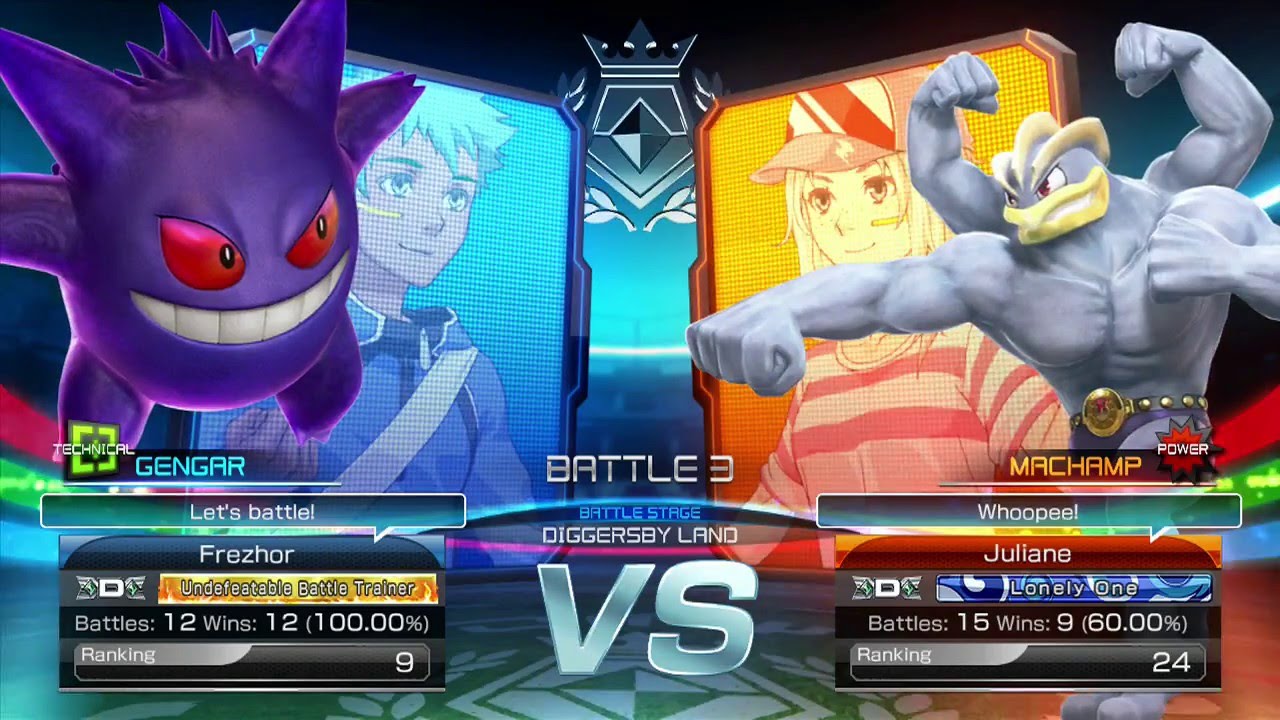 TECHNICAL
GENGAR
Let's battle!
Frezhor
D
Undefeatable Battle Trainer
Battles: 12 Wins: 12 (100.00%)
Ranking
9
BATTLE 3
BATTLE STAGE
DIGGERSBY LAND
VS
MACHAMP
POWER
Whoopee!
Juliane
D
Lonely One
Battles: 15 Wins: 9 (60.00%)
Ranking
24